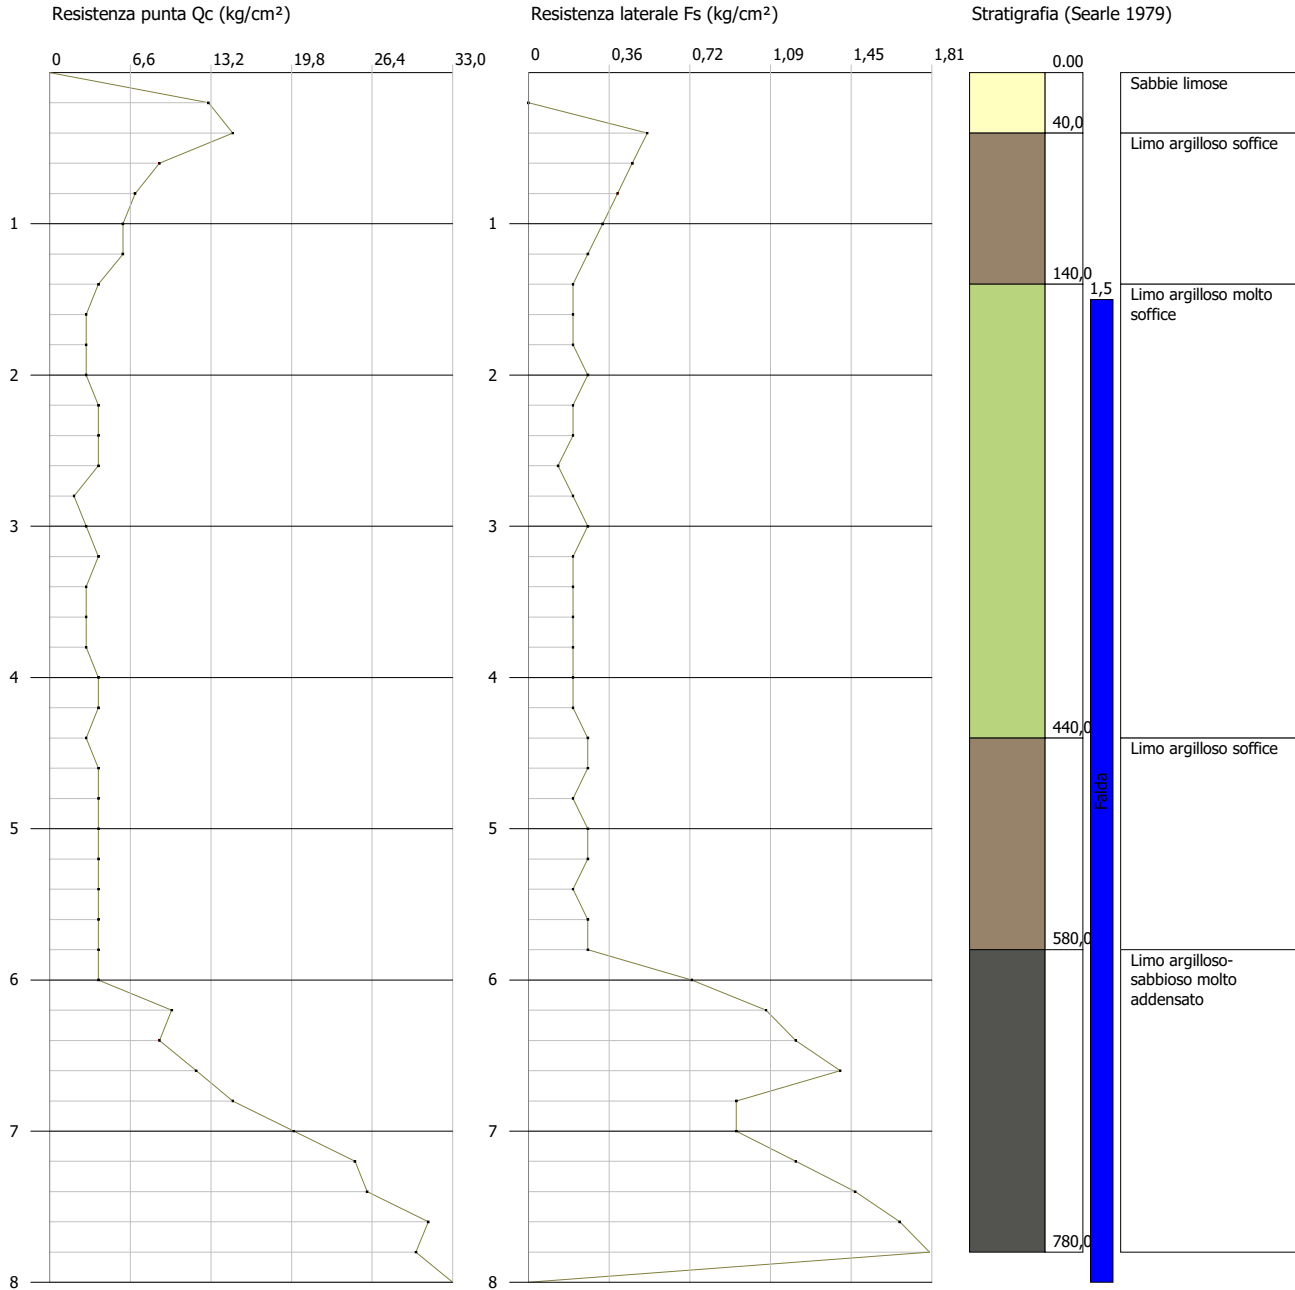 Resistenza punta Qc (kg/cm²)
0 6,6 13,2 19,8 26,4 33,0
1
2
3
4
5
6
7
8
Resistenza laterale Fs (kg/cm²)
0 0,36 0,72 1,09 1,45 1,81
1
2
3
4
5
6
7
8
Stratigrafia (Searle 1979)
0.00
Sabbie limose
40,0
Limo argilloso soffice
140,0
1,5
Limo argilloso molto
soffice
440,0
Limo argilloso soffice
Falda
580,0
Limo argilloso-
sabbioso molto
addensato
780,0